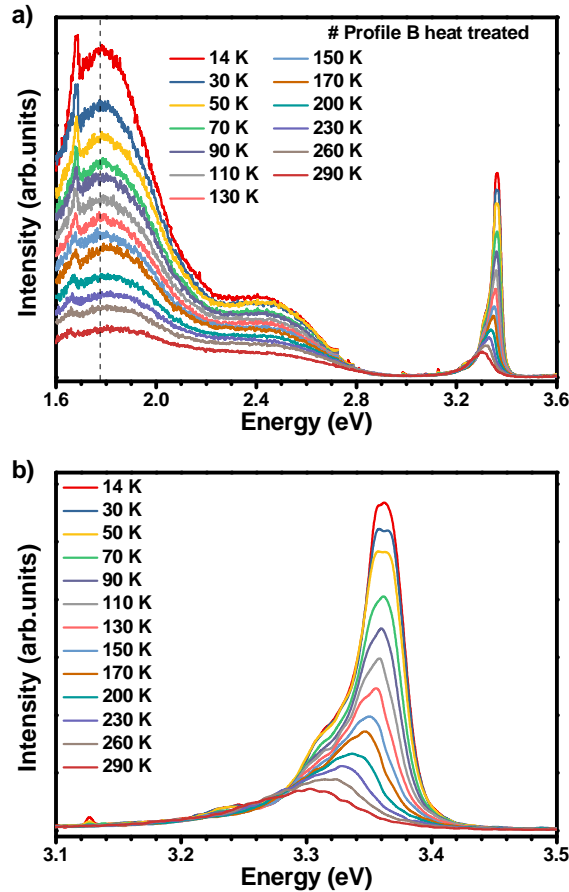 a)
# Profile B heat treated
14 K
30 K
50 K
70 K
90 K
110 K
130 K
150 K
170 K
200 K
230 K
260 K
290 K
Intensity (arb.units)
1.6 2.0 2.4 2.8 3.2 3.6
Energy (eV)
b)
14 K
30 K
50 K
70 K
90 K
110 K
130 K
150 K
170 K
200 K
230 K
260 K
290 K
Intensity (arb.units)
3.1 3.2 3.3 3.4 3.5
Energy (eV)